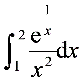 ∫₁² e^{1/x}/x² dx